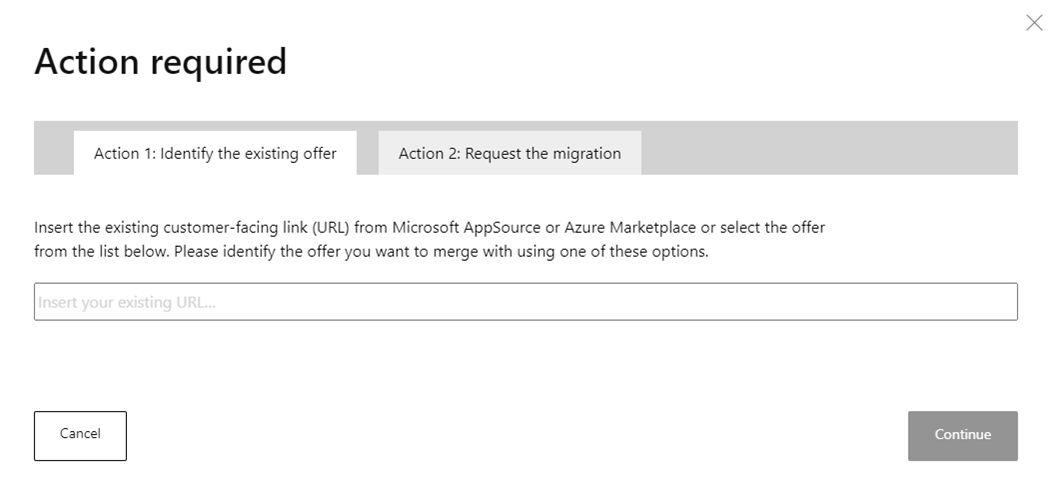 Action required
Action 1: Identify the existing offer
Action 2: Request the migration
Insert the existing customer-facing link (URL) from Microsoft AppSource or Azure Marketplace or select the offer
from the list below. Please identify the offer you want to merge with using one of these options.
Insert your existing URL...
Cancel
Continue